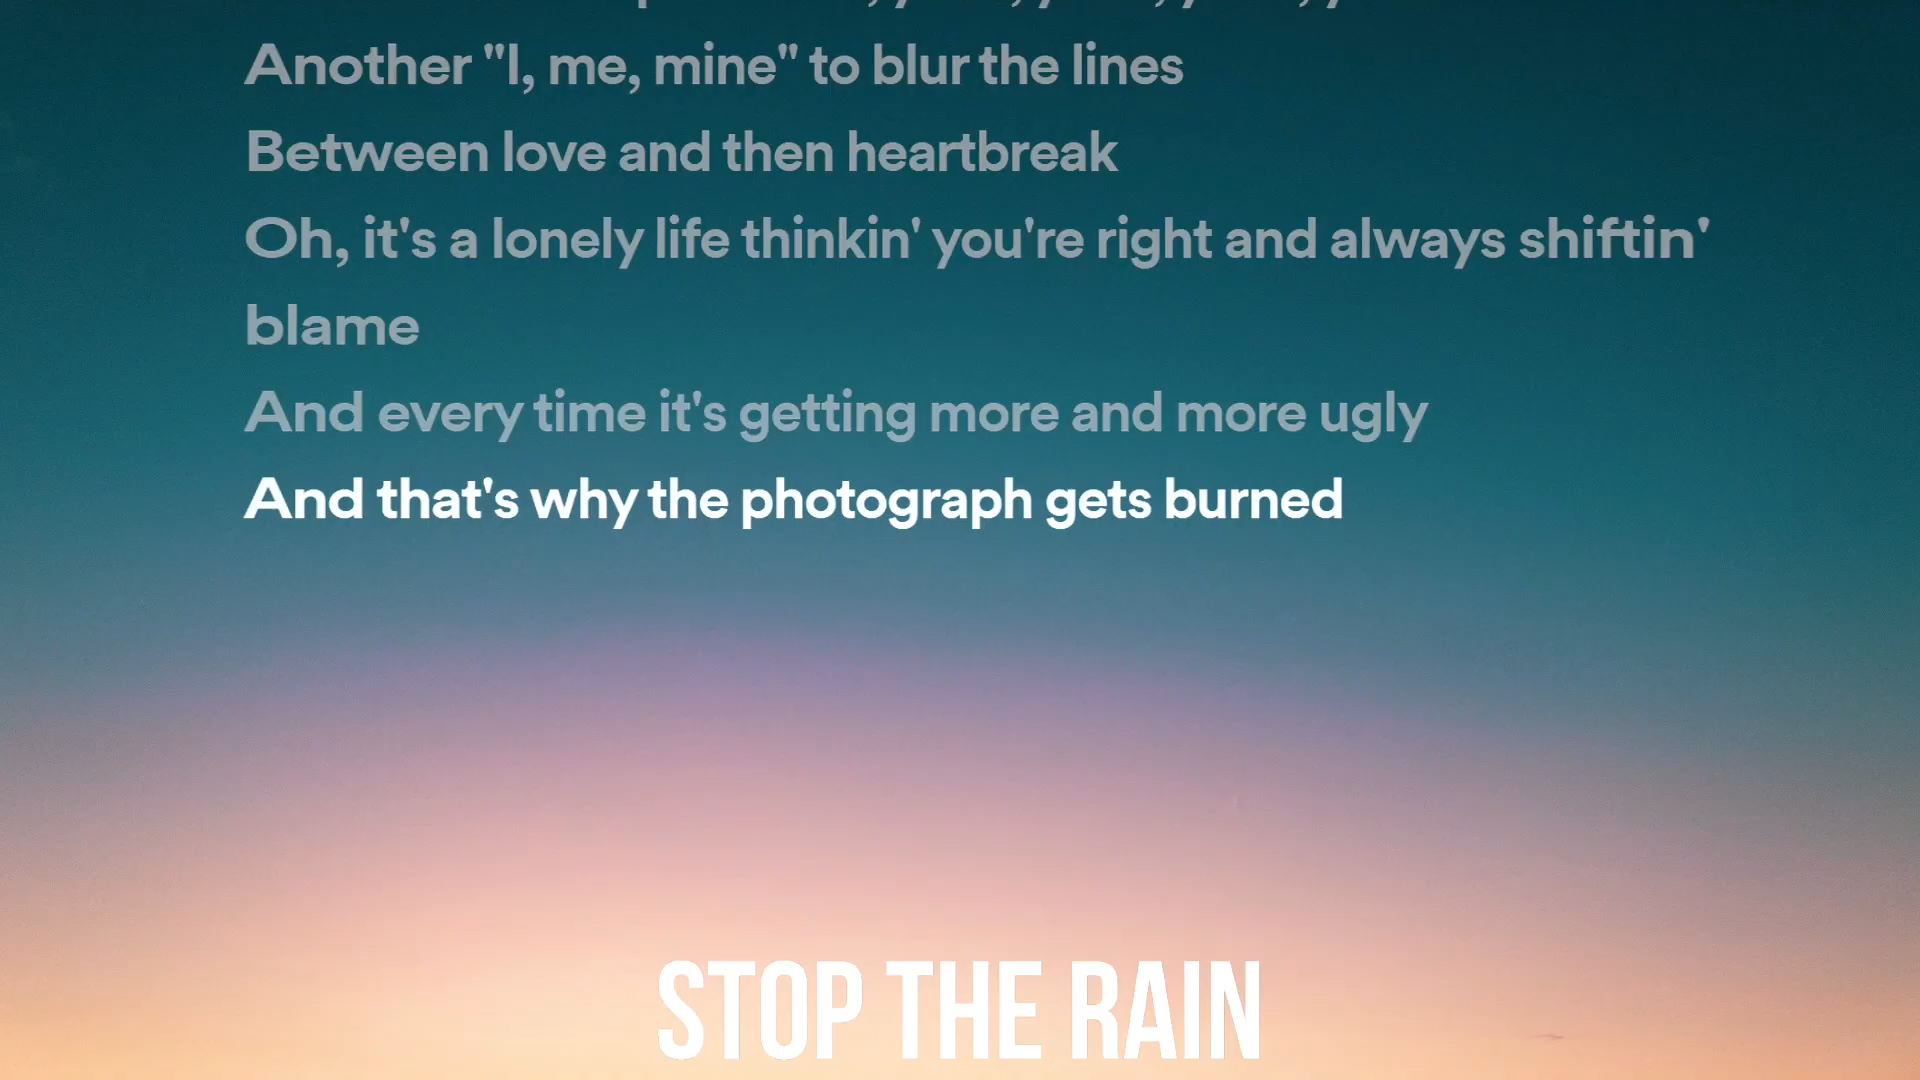 Another "I, me, mine" to blur the lines
Between love and then heartbreak
Oh, it's a lonely life thinkin' you're right and always shiftin'
blame
And every time it's getting more and more ugly
And that's why the photograph gets burned
STOP THE RAIN